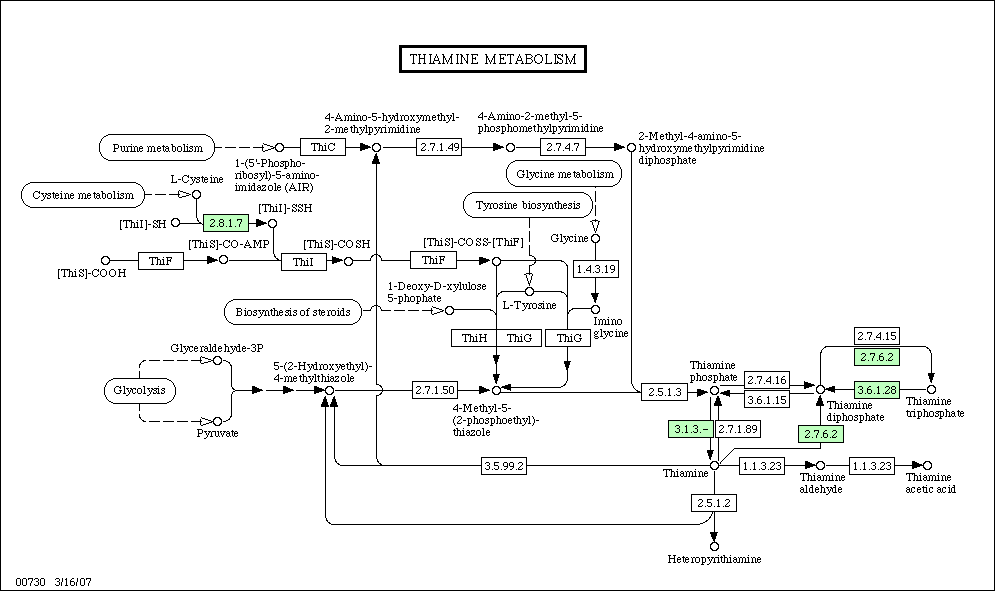 THIAMINE METABOLISM
4-Amino-5-hydroxymethyl-
2-methylpyrimidine
4-Amino-2-methyl-5-
phosphomethylpyrimidine
2-Methyl-4-amino-5-
hydroxymethylpyrimidine
diphosphate
Purine metabolism
ThiC
2.7.1.49
2.7.4.7
1-(5'-Phospho-
ribosyl)-5-amino-
imidazole (AIR)
Glycine metabolism
L-Cysteine
Cysteine metabolism
Tyrosine biosynthesis
[ThiI]-SH
2.8.1.7
[ThiI]-SSH
[ThiS]-CO-AMP
[ThiS]-COSH
[ThiS]-COSS-[ThiF]
Glycine
[ThiS]-COOH
ThiF
ThiI
ThiF
1.4.3.19
1-Deoxy-D-xylulose
5-phophate
L-Tyrosine
Biosynthesis of steroids
Imino
glycine
ThiH
ThiG
ThiG
Glyceraldehyde-3P
Glycolysis
Pyruvate
5-(2-Hydroxyethyl)-
4-methylthiazole
2.7.1.50
4-Methyl-5-
(2-phosphoethyl)-
thiazole
2.5.1.3
Thiamine
phosphate
2.7.4.16
3.6.1.15
2.7.4.15
2.7.6.2
3.6.1.28
Thiamine
diphosphate
Thiamine
triphosphate
3.1.3.-
2.7.1.89
2.7.6.2
3.5.99.2
Thiamine
1.1.3.23
Thiamine
aldehyde
1.1.3.23
Thiamine
acetic acid
2.5.1.2
Heteropyrithiamine
00730 3/16/07